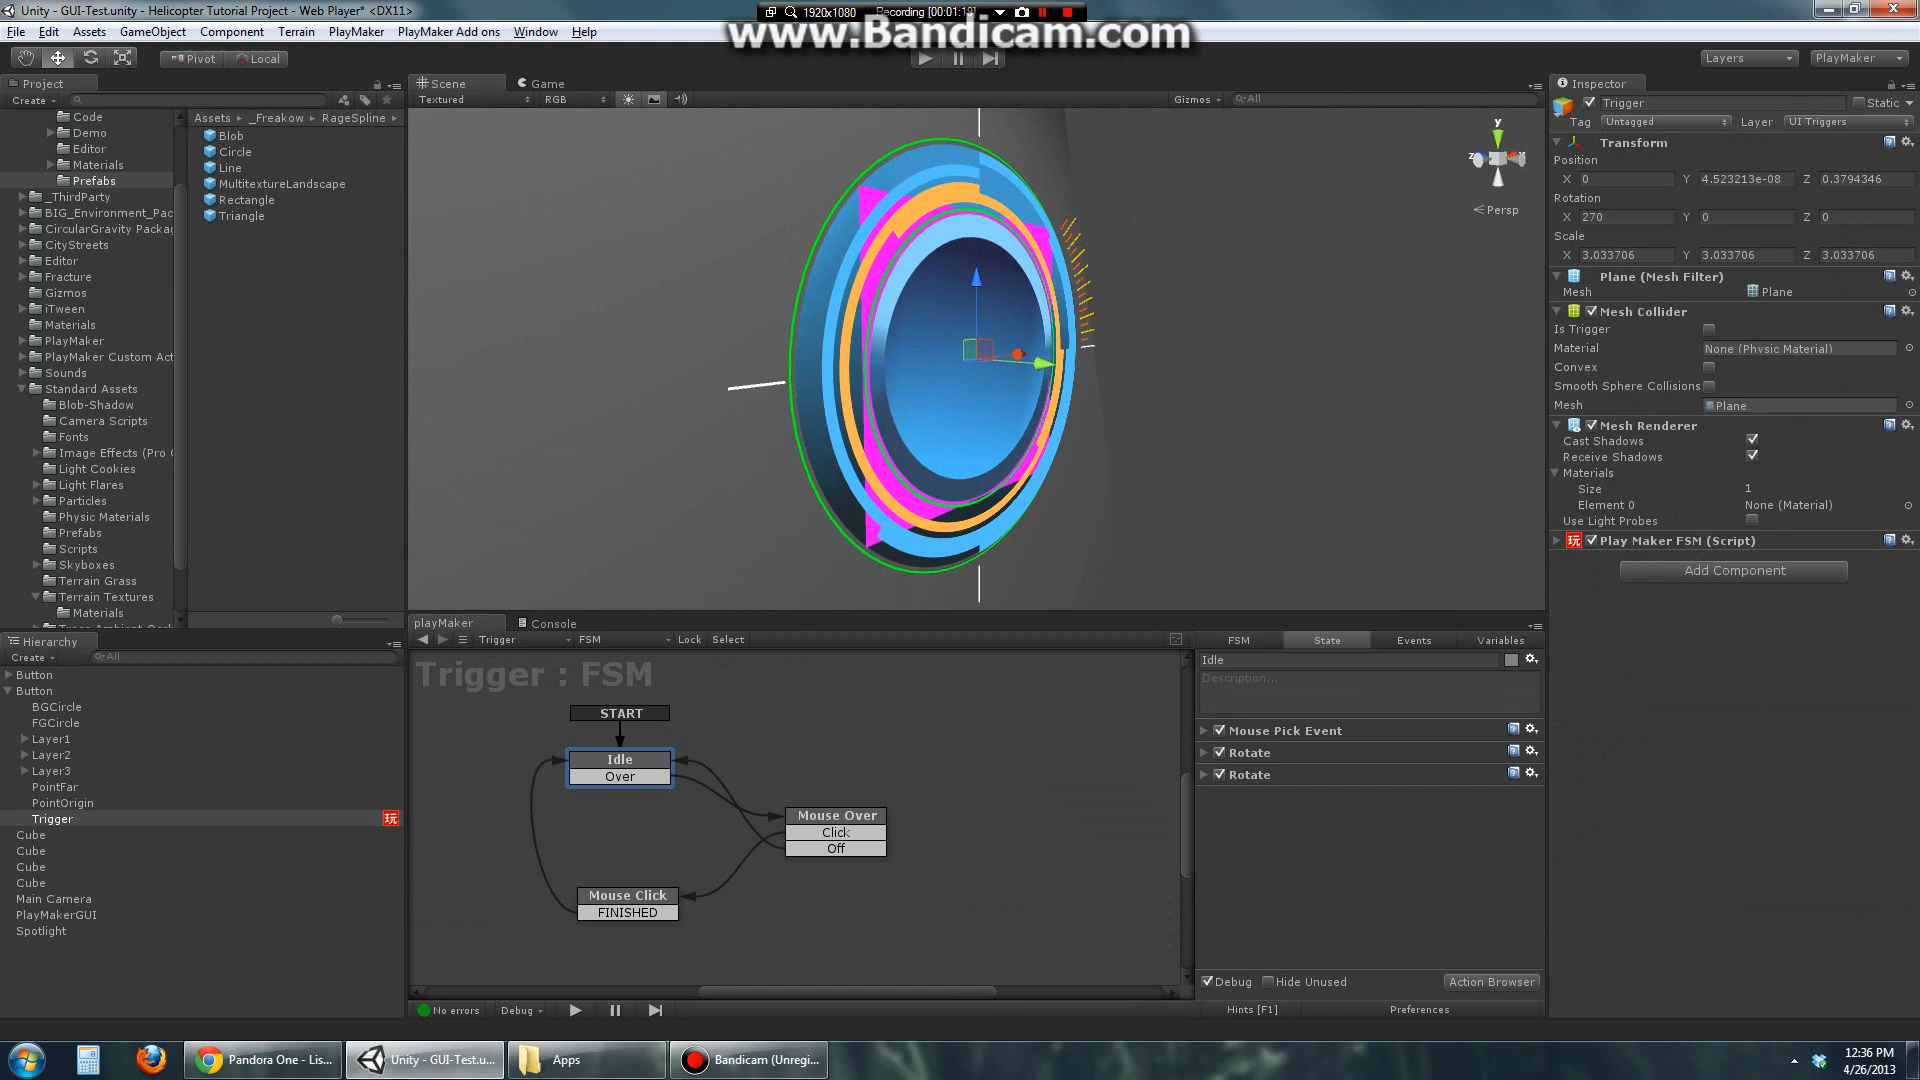 Unity - GUI-Test.unity - Helicopter Tutorial Project - Web Player* <DX11>
1920x1080
www.Bandicam.com
File Edit Assets GameObject Component Terrain PlayMaker PlayMaker Add ons Window Help
Pivot
Local
Layers
PlayMaker
Project
Create
Code
Demo
Editor
Materials
Prefabs
_ThirdParty
BIG_Environment_Pac
CircularGravity Packag
CityStreets
Editor
Fracture
Gizmos
iTween
Materials
PlayMaker
PlayMaker Custom Act
Sounds
Standard Assets
Blob-Shadow
Camera Scripts
Fonts
Image Effects (Pro
Light Cookies
Light Flares
Particles
Physic Materials
Prefabs
Scripts
Skyboxes
Terrain Grass
Terrain Textures
Materials
Assets
_Freakow
RageSpline
Blob
Circle
Line
MultitextureLandscape
Rectangle
Triangle
Scene
Game
Textured
RGB
Gizmos
All
y
Persp
Hierarchy
Create
All
Button
Button
BGCircle
FGCircle
Layer1
Layer2
Layer3
PointFar
PointOrigin
Trigger 玩
Cube
Cube
Cube
Cube
Main Camera
PlayMakerGUI
Spotlight
playMaker
Console
Trigger
FSM
Lock
Select
Trigger : FSM
START
Idle
Over
Mouse Over
Click
Off
Mouse Click
FINISHED
No errors
Debug
FSM
State
Events
Variables
Idle
Description...
Mouse Pick Event
Rotate
Rotate
Debug
Hide Unused
Action Browser
Hints [F1]
Preferences
Inspector
Trigger
Static
Tag Untagged Layer UI Triggers
Transform
Position
X 0 Y 4.523213e-08 Z 0.3794346
Rotation
X 270 Y 0 Z 0
Scale
X 3.033706 Y 3.033706 Z 3.033706
Plane (Mesh Filter)
Mesh Plane
Mesh Collider
Is Trigger
Material None (Physic Material)
Convex
Smooth Sphere Collisions
Mesh Plane
Mesh Renderer
Cast Shadows
Receive Shadows
Materials
Size 1
Element 0 None (Material)
Use Light Probes
玩 Play Maker FSM (Script)
Add Component
Pandora One - Lis...
Unity - GUI-Test.u...
Apps
Bandicam (Unregi...
12:36 PM
4/26/2013